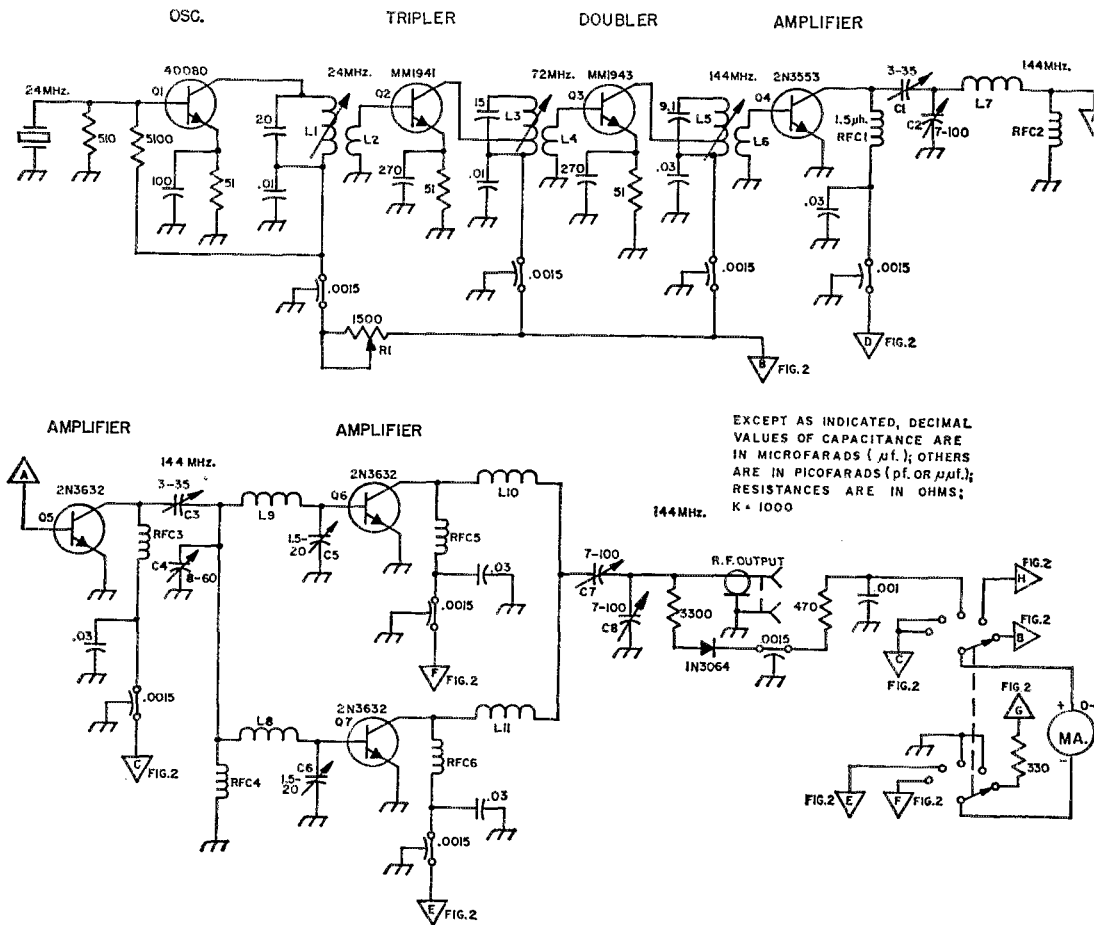 OSC. TRIPLER DOUBLER AMPLIFIER
24MHz.
40080
Q1
510
5100
100
51
20
.01
L1
24MHz.
L2
MM1941
Q2
270
51
15
L3
.01
72MHz.
L4
MM1943
Q3
270
51
9.1
L5
.03
144MHz.
L6
2N3553
Q4
3-35
C1
1.5µh.
RFC1
C2
7-100
L7
144MHz.
RFC2
.03
.0015
.0015
.0015
.0015
1500
R1
B FIG.2
D FIG.2
AMPLIFIER AMPLIFIER
A
2N3632
Q5
144MHz.
3-35
C3
RFC3
C4
8-60
.03
.0015
C FIG.2
L9
1.5-
20
C5
2N3632
Q6
RFC5
L10
.03
.0015
F FIG.2
L8
RFC4
C6
1.5-
20
2N3632
Q7
RFC6
L11
.03
.0015
E FIG.2
EXCEPT AS INDICATED, DECIMAL
VALUES OF CAPACITANCE ARE
IN MICROFARADS ( µf.); OTHERS
ARE IN PICOFARADS (pf. OR µµf.);
RESISTANCES ARE IN OHMS;
K = 1000
144MHz.
7-100
C7
7-100
C8
3300
R.F. OUTPUT
1N3064
.0015
470
.001
FIG.2
H
FIG.2
B
C
FIG.2
FIG.2
G
330
+ 0-1
MA.
-
FIG.2 E
F FIG.2